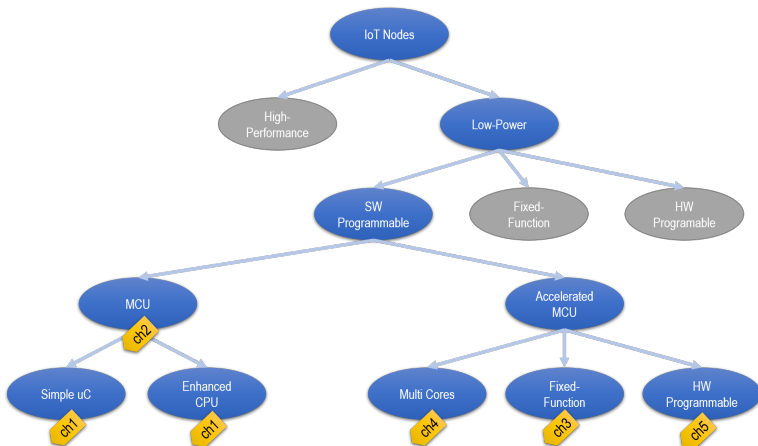 IoT Nodes
High-
Performance
Low-Power
SW
Programmable
Fixed-
Function
HW
Programable
MCU
Accelerated
MCU
ch2
Simple uC
Enhanced
CPU
Multi Cores
Fixed-
Function
HW
Programmable
ch1
ch1
ch4
ch3
ch5